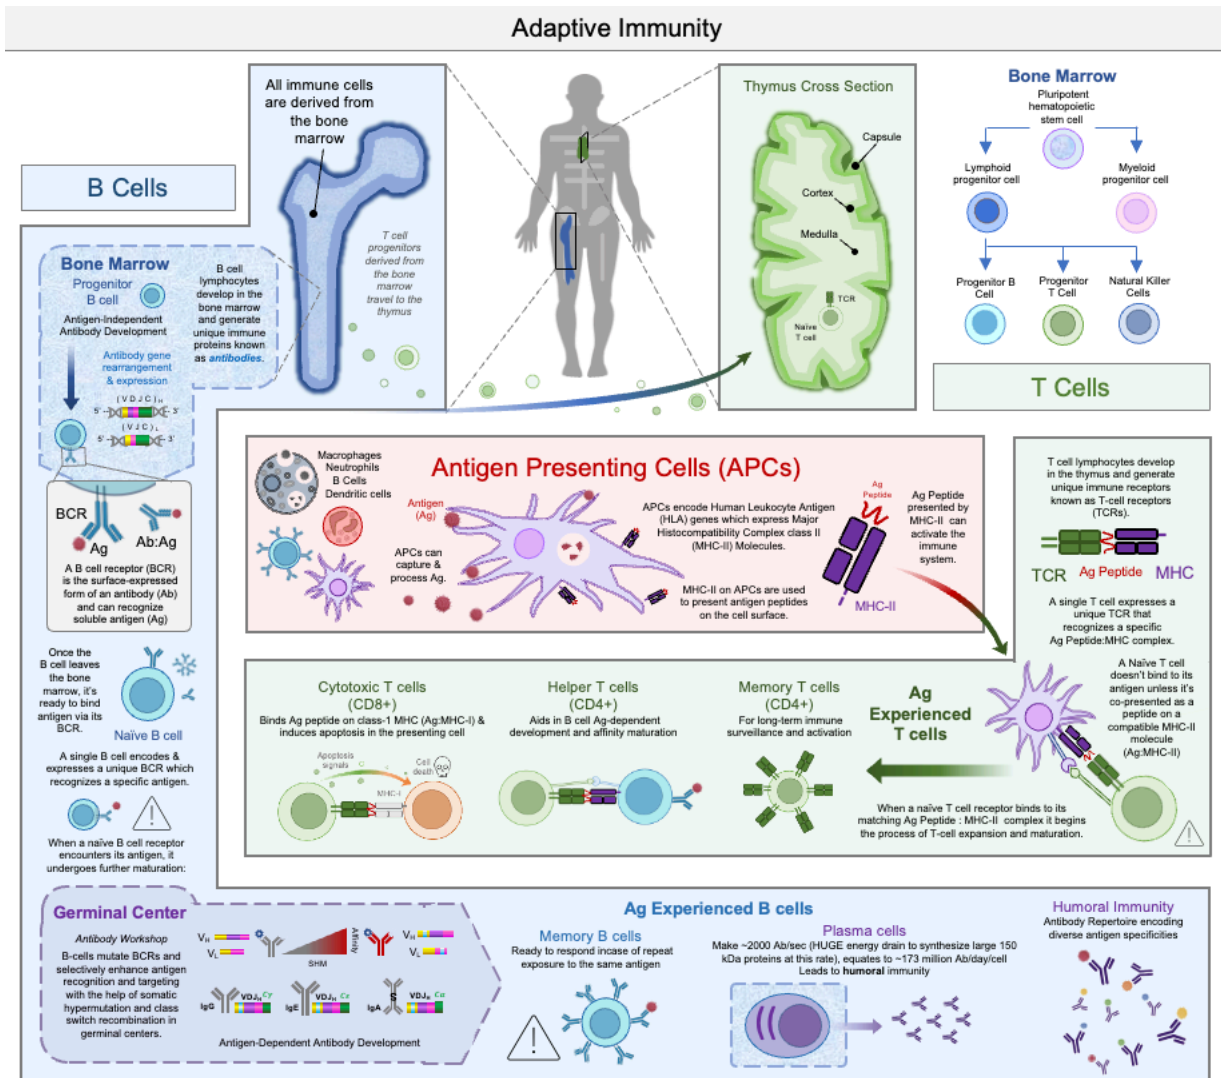 Adaptive Immunity
All immune cells
are derived from
the bone
marrow
B Cells
T cell
progenitors
derived from
the bone
marrow
travel to the
thymus
Thymus Cross Section
Capsule
Cortex
Medulla
TCR
Naïve
T cell
Bone Marrow
Pluripotent
hematopoietic
stem cell
Lymphoid
progenitor cell
Myeloid
progenitor cell
Progenitor B
Cell
Progenitor
T Cell
Natural Killer
Cells
T Cells
Bone Marrow
Progenitor
B cell
Antigen-Independent
Antibody Development
Antibody gene
rearrangement
& expression
(VDJC)H
5' 3'
(VJC)L
5' 3'
B cell
lymphocytes
develop in the
bone marrow
and generate
unique immune
proteins known
as antibodies.
BCR
Ag
Ab:Ag
A B cell receptor (BCR)
is the surface-expressed
form of an antibody (Ab)
and can recognize
soluble antigen (Ag)
Once the
B cell leaves
the bone
marrow, it's
ready to bind
antigen via its
BCR.
Naïve B cell
A single B cell encodes &
expresses a unique BCR which
recognizes a specific antigen.
When a naïve B cell receptor
encounters its antigen, it
undergoes further maturation:
Antigen Presenting Cells (APCs)
Macrophages
Neutrophils
B Cells
Dendritic cells
Antigen
(Ag)
APCs can
capture &
process Ag.
APCs encode Human Leukocyte Antigen
(HLA) genes which express Major
Histocompatibility Complex class II
(MHC-II) Molecules.
MHC-II on APCs are used
to present antigen peptides
on the cell surface.
Ag
Peptide
MHC-II
Ag Peptide
presented by
MHC-II can
activate the
immune
system.
T cell lymphocytes develop
in the thymus and generate
unique immune receptors
known as T-cell receptors
(TCRs).
TCR Ag Peptide MHC
A single T cell expresses a
unique TCR that
recognizes a specific
Ag Peptide:MHC complex.
A Naïve T cell
doesn't bind to its
antigen unless it's
co-presented as a
peptide on a
compatible MHC-II
molecule
(Ag:MHC-II)
Cytotoxic T cells
(CD8+)
Binds Ag peptide on class-1 MHC (Ag:MHC-I) &
induces apoptosis in the presenting cell
Apoptosis
signals
Cell
death
MHC-I
Helper T cells
(CD4+)
Aids in B cell Ag-dependent
development and affinity maturation
Memory T cells
(CD4+)
For long-term immune
surveillance and activation
Ag
Experienced
T cells
When a naïve T cell receptor binds to its
matching Ag Peptide : MHC-II complex it begins
the process of T-cell expansion and maturation.
Germinal Center
Antibody Workshop
B-cells mutate BCRs and
selectively enhance antigen
recognition and targeting
with the help of somatic
hypermutation and class
switch recombination in
germinal centers.
VH
VL
SHM
Affinity
VH
VL
IgG
VDJH Cγ
IgE
VDJH Cε
IgA
VDJH Cα
Antigen-Dependent Antibody Development
Ag Experienced B cells
Memory B cells
Ready to respond incase of repeat
exposure to the same antigen
Plasma cells
Make ~2000 Ab/sec (HUGE energy drain to synthesize large 150
kDa proteins at this rate), equates to ~173 million Ab/day/cell
Leads to humoral immunity
Humoral Immunity
Antibody Repertoire encoding
diverse antigen specificities